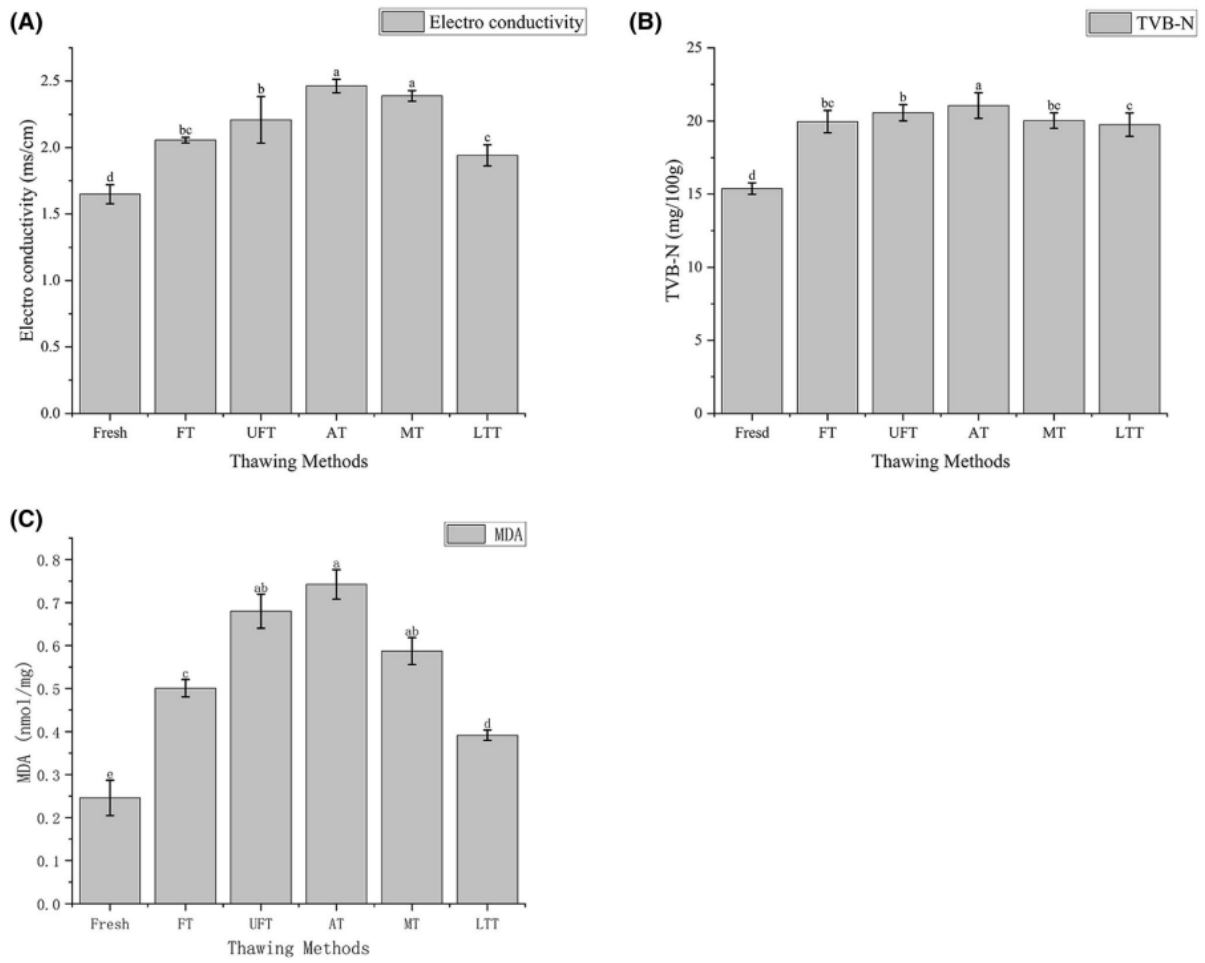 (A)
Electro conductivity
Electro conductivity (ms/cm)
2.5
2.0
1.5
1.0
0.5
0.0
d
bc
b
a
a
c
Fresh FT UFT AT MT LTT
Thawing Methods
(B)
TVB-N
TVB-N (mg/100g)
25
20
15
10
5
0
d
bc
b
a
bc
c
Fresd FT UFT AT MT LTT
Thawing Methods
(C)
MDA
MDA (nmol/mg)
0.8
0.7
0.6
0.5
0.4
0.3
0.2
0.1
0.0
e
c
ab
a
ab
d
Fresh FT UFT AT MT LTT
Thawing Methods